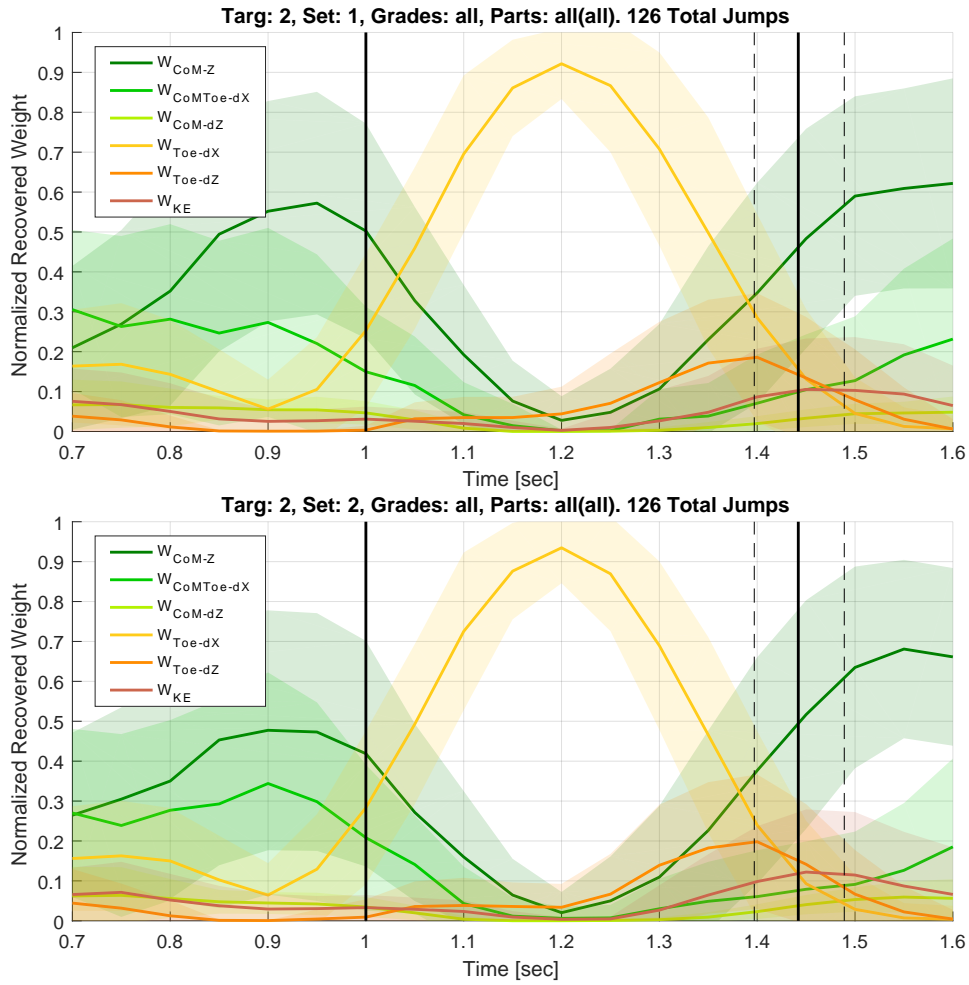 Targ: 2, Set: 1, Grades: all, Parts: all(all). 126 Total Jumps
Normalized Recovered Weight
1
0.9
0.8
0.7
0.6
0.5
0.4
0.3
0.2
0.1
0
W_CoM-Z
W_CoMToe-dX
W_CoM-dZ
W_Toe-dX
W_Toe-dZ
W_KE
0.7 0.8 0.9 1 1.1 1.2 1.3 1.4 1.5 1.6
Time [sec]
Targ: 2, Set: 2, Grades: all, Parts: all(all). 126 Total Jumps
Normalized Recovered Weight
1
0.9
0.8
0.7
0.6
0.5
0.4
0.3
0.2
0.1
0
W_CoM-Z
W_CoMToe-dX
W_CoM-dZ
W_Toe-dX
W_Toe-dZ
W_KE
0.7 0.8 0.9 1 1.1 1.2 1.3 1.4 1.5 1.6
Time [sec]